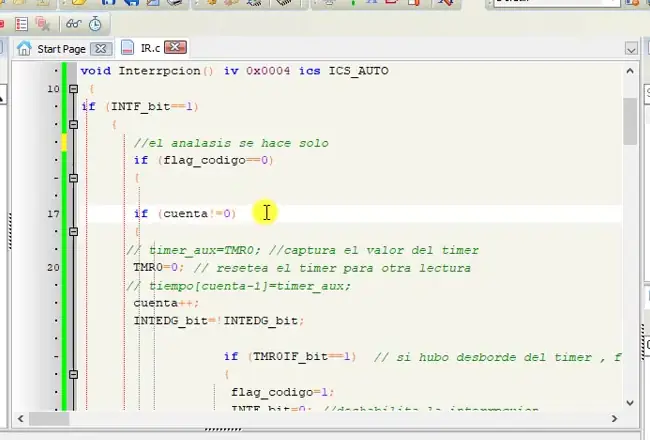 Start Page
IR.c
void Interrpcion() iv 0x0004 ics ICS_AUTO
10 {
if (INTF_bit==1)
{
//el analasis se hace solo
if (flag_codigo==0)
{
17 if (cuenta!=0)
{
// timer_aux=TMR0; //captura el valor del timer
20 TMR0=0; // resetea el timer para otra lectura
// tiempo[cuenta-1]=timer_aux;
cuenta++;
INTEDG_bit=!INTEDG_bit;
if (TMR0IF_bit==1) // si hubo desborde del timer , f
{
flag_codigo=1;